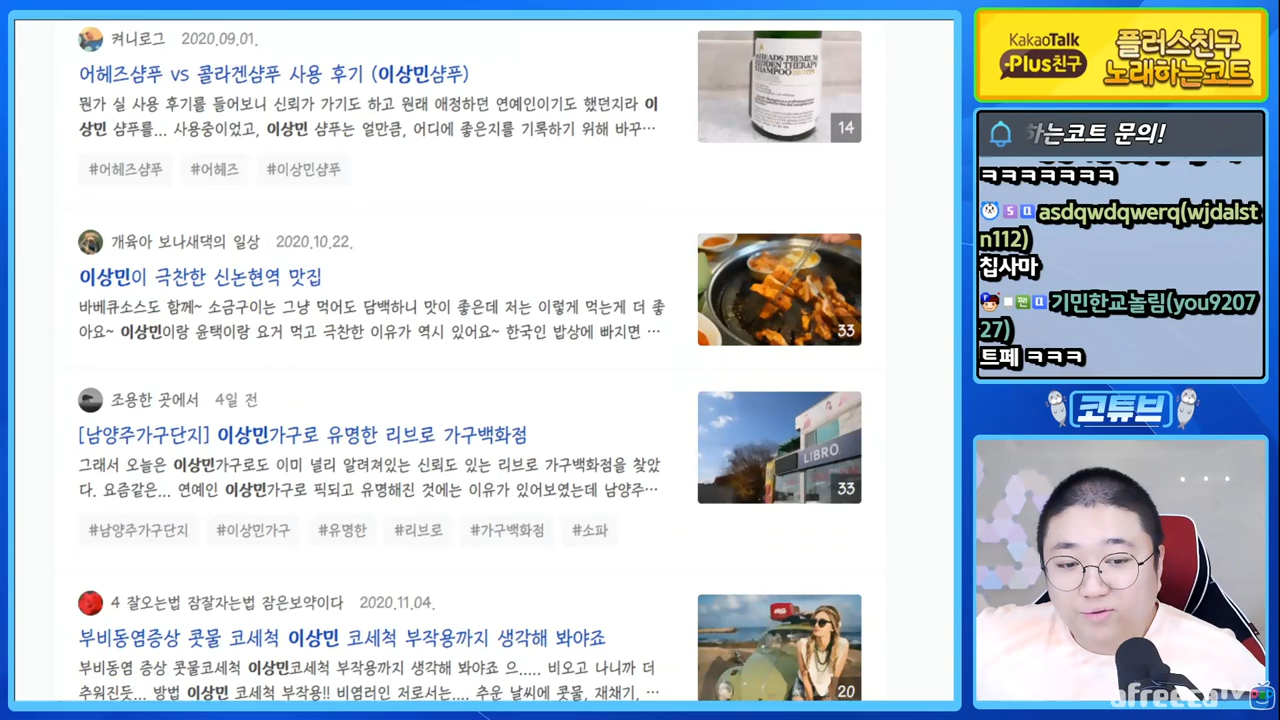 켜니로그 2020.09.01.
어헤즈샴푸 vs 콜라겐샴푸 사용 후기 (이상민샴푸)
뭔가 실 사용 후기를 들어보니 신뢰가 가기도 하고 원래 애정하던 연예인이기도 했던지라 이
상민 샴푸를... 사용중이었고, 이상민 샴푸는 얼만큼, 어디에 좋은지를 기록하기 위해 바꾸…
#어헤즈샴푸 #어헤즈 #이상민샴푸
AHEADS PREMIUM
HIDDEN THERAPY
SHAMPOO
14
개육아 보나새댁의 일상 2020.10.22.
이상민이 극찬한 신논현역 맛집
바베큐소스도 함께~ 소금구이는 그냥 먹어도 담백하니 맛이 좋은데 저는 이렇게 먹는게 더 좋
아요~ 이상민이랑 윤택이랑 요거 먹고 극찬한 이유가 역시 있어요~ 한국인 밥상에 빠지면 …
33
조용한 곳에서 4일 전
[남양주가구단지] 이상민가구로 유명한 리브로 가구백화점
그래서 오늘은 이상민가구로도 이미 널리 알려져있는 신뢰도 있는 리브로 가구백화점을 찾았
다. 요즘같은... 연예인 이상민가구로 픽되고 유명해진 것에는 이유가 있어보였는데 남양주…
#남양주가구단지 #이상민가구 #유명한 #리브로 #가구백화점 #소파
LIBRO
33
4 잘오는법 잠잘자는법 잠은보약이다 2020.11.04.
부비동염증상 콧물 코세척 이상민 코세척 부작용까지 생각해 봐야죠
부비동염 증상 콧물코세척 이상민코세척 부작용까지 생각해 봐야죠 으..... 비오고 나니까 더
추워진듯... 방법 이상민 코세척 부작용!! 비염러인 저로서는.... 추운 날씨에 콧물, 재채기, …
20
KakaoTalk
Plus친구
플러스친구
노래하는코트
하는코트 문의!
ㅋㅋㅋㅋㅋㅋㅋ
asdqwdqwerq(wjdalst
n112)
칩사마
기민한교놀림(you9207
27)
트페 ㅋㅋㅋ
코튜브
afreecaTV